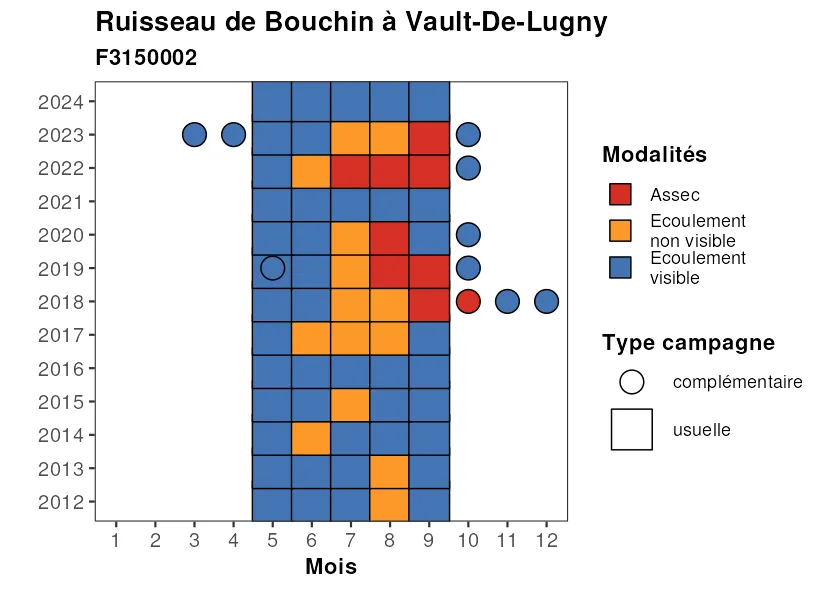 Ruisseau de Bouchin à Vault-De-Lugny
F3150002
2024
2023
2022
2021
2020
2019
2018
2017
2016
2015
2014
2013
2012
1 2 3 4 5 6 7 8 9 10 11 12
Mois
Modalités
Assec
Ecoulement
non visible
Ecoulement
visible
Type campagne
complémentaire
usuelle